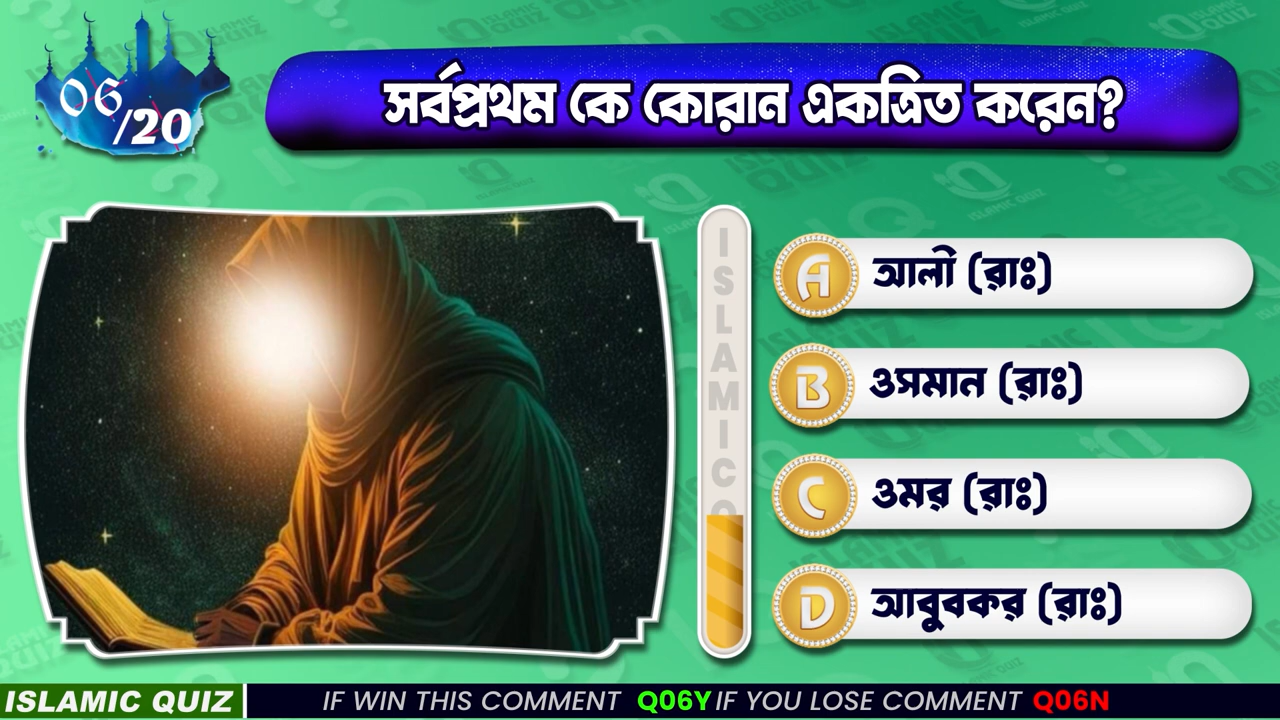 06/20
সর্বপ্রথম কে কোরান একত্রিত করেন?
ISLAMIC
A আলী (রাঃ)
B ওসমান (রাঃ)
C ওমর (রাঃ)
D আবুবকর (রাঃ)
ISLAMIC QUIZ
IF WIN THIS COMMENT Q06Y IF YOU LOSE COMMENT Q06N